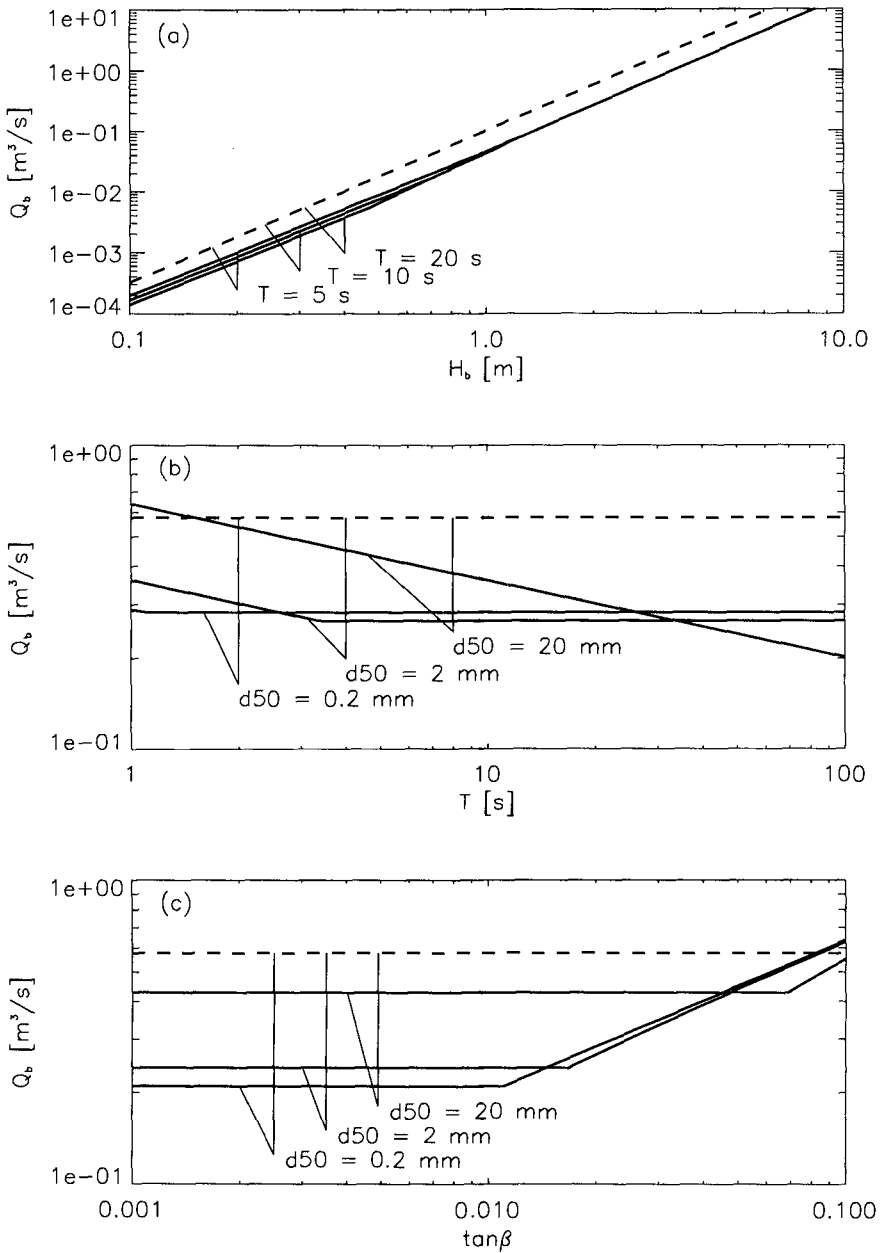 1e+01
(a)
1e+00
1e-01
1e-02
1e-03
1e-04
Q_b [m³/s]
T = 20 s
T = 10 s
T = 5 s
0.1
1.0
10.0
H_b [m]
1e+00
(b)
Q_b [m³/s]
d50 = 20 mm
d50 = 2 mm
d50 = 0.2 mm
1e-01
1
10
100
T [s]
1e+00
(c)
Q_b [m³/s]
d50 = 20 mm
d50 = 2 mm
d50 = 0.2 mm
1e-01
0.001
0.010
0.100
tanβ